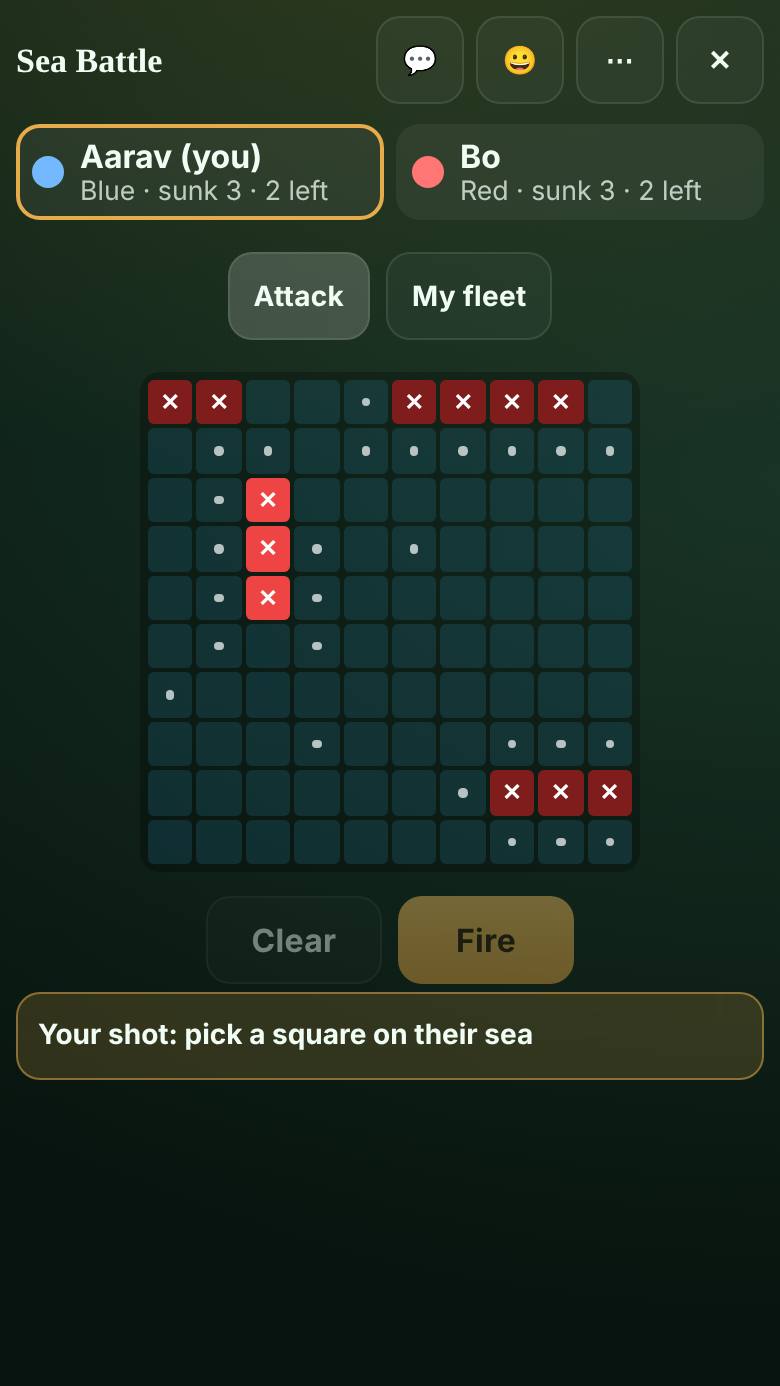 Sea Battle
Aarav (you)
Blue · sunk 3 · 2 left
Bo
Red · sunk 3 · 2 left
Attack
My fleet
Clear
Fire
Your shot: pick a square on their sea